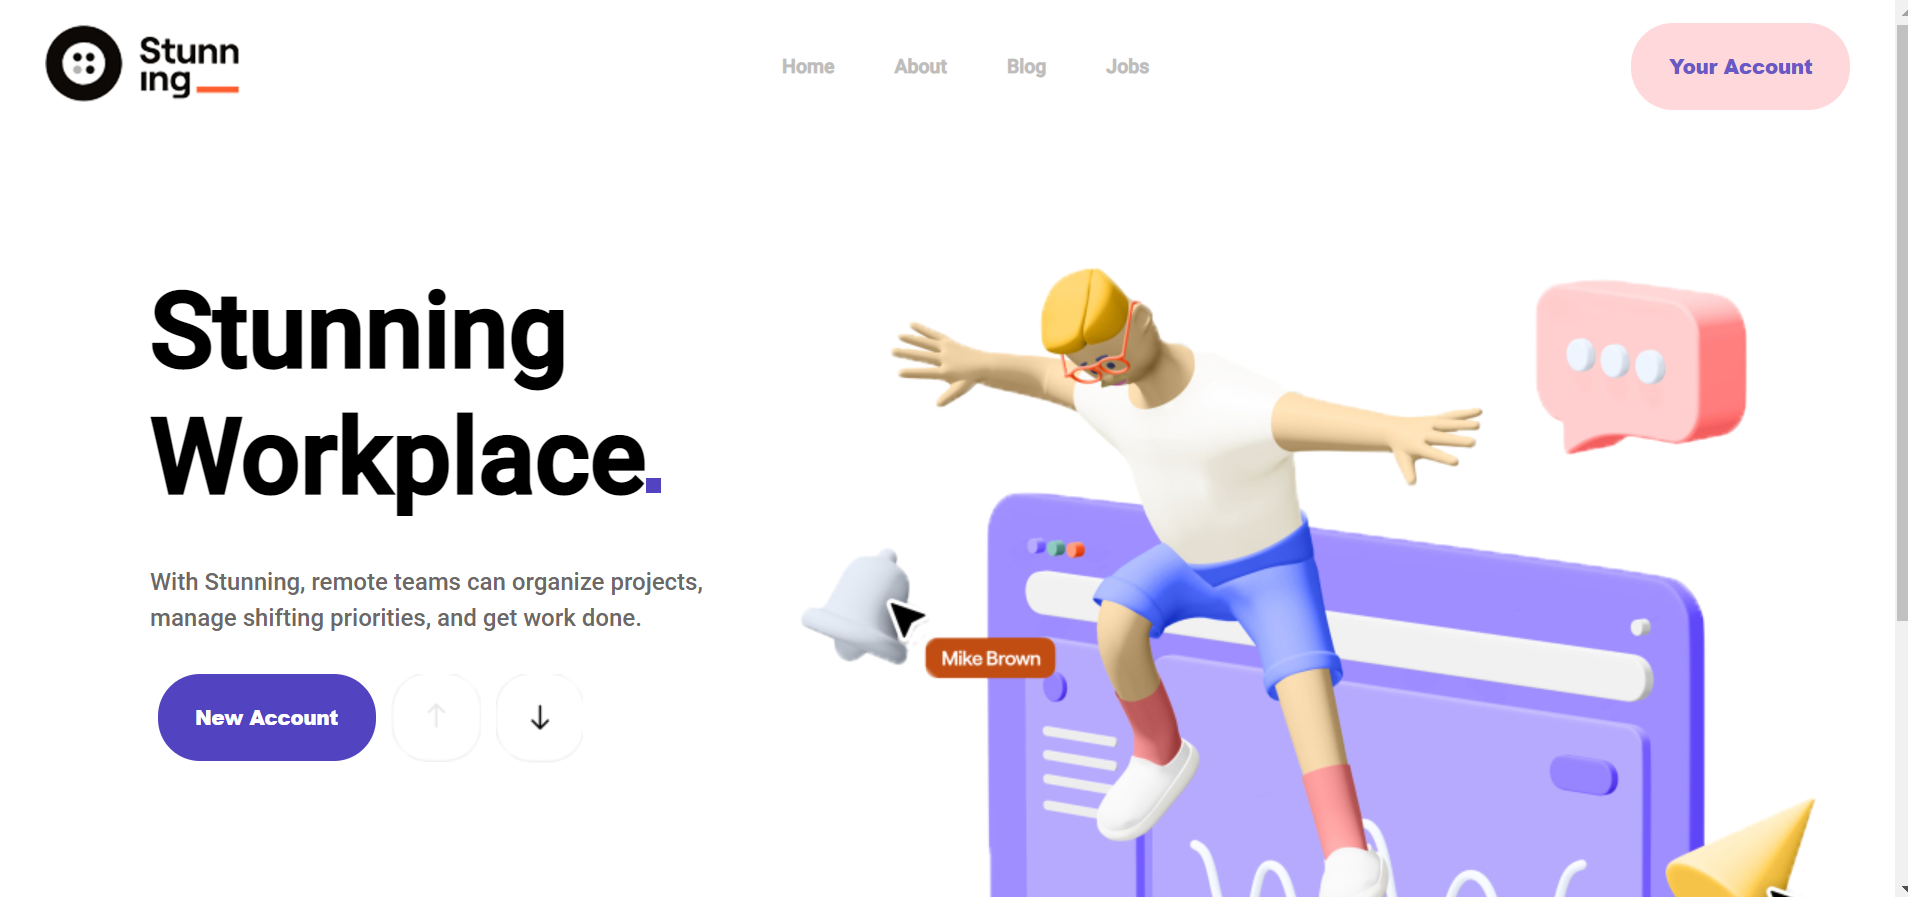 Stunn
ing
Home
About
Blog
Jobs
Your Account
Stunning
Workplace.
With Stunning, remote teams can organize projects,
manage shifting priorities, and get work done.
New Account
Mike Brown